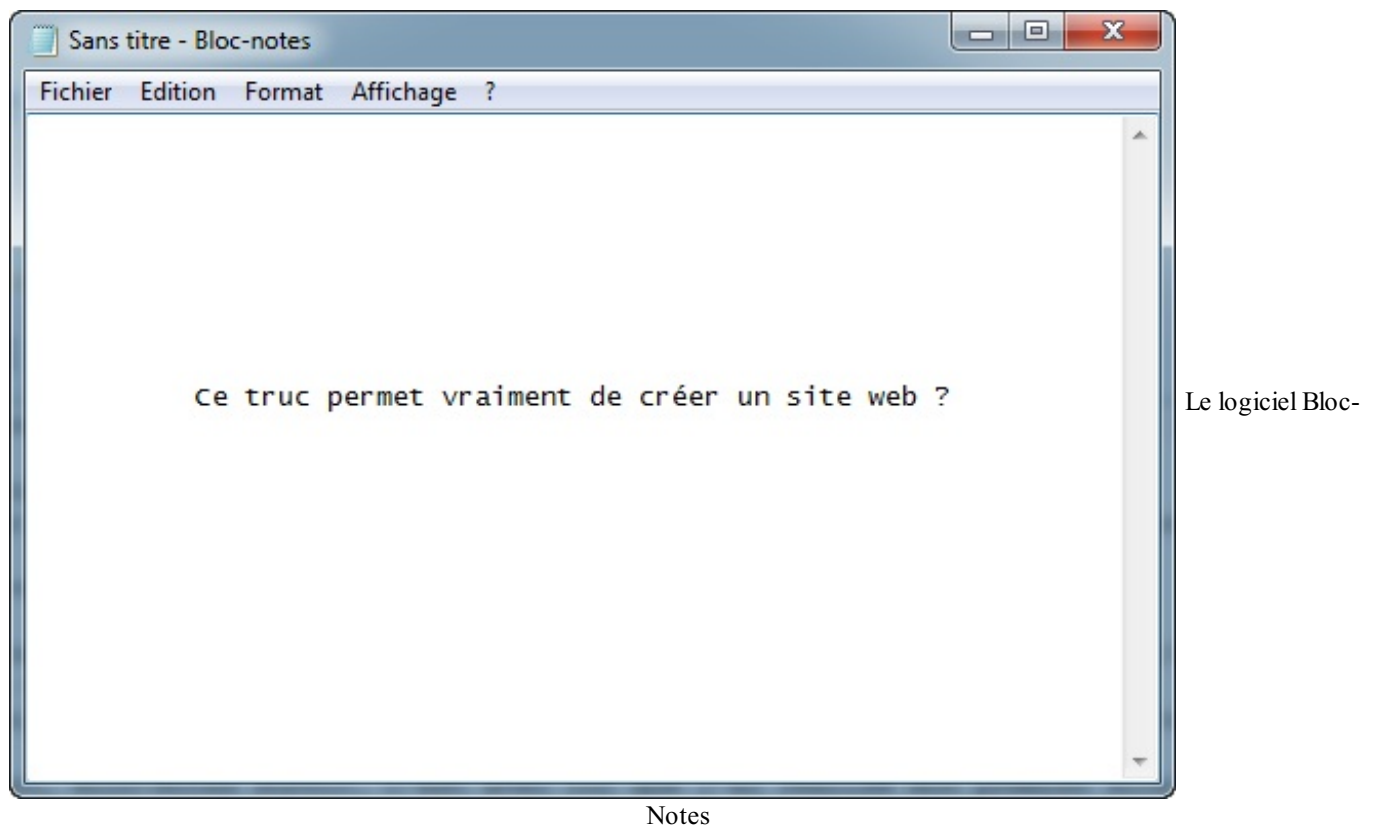 Sans titre - Bloc-notes
Fichier Edition Format Affichage ?
Ce truc permet vraiment de créer un site web ?
Le logiciel Bloc-
Notes